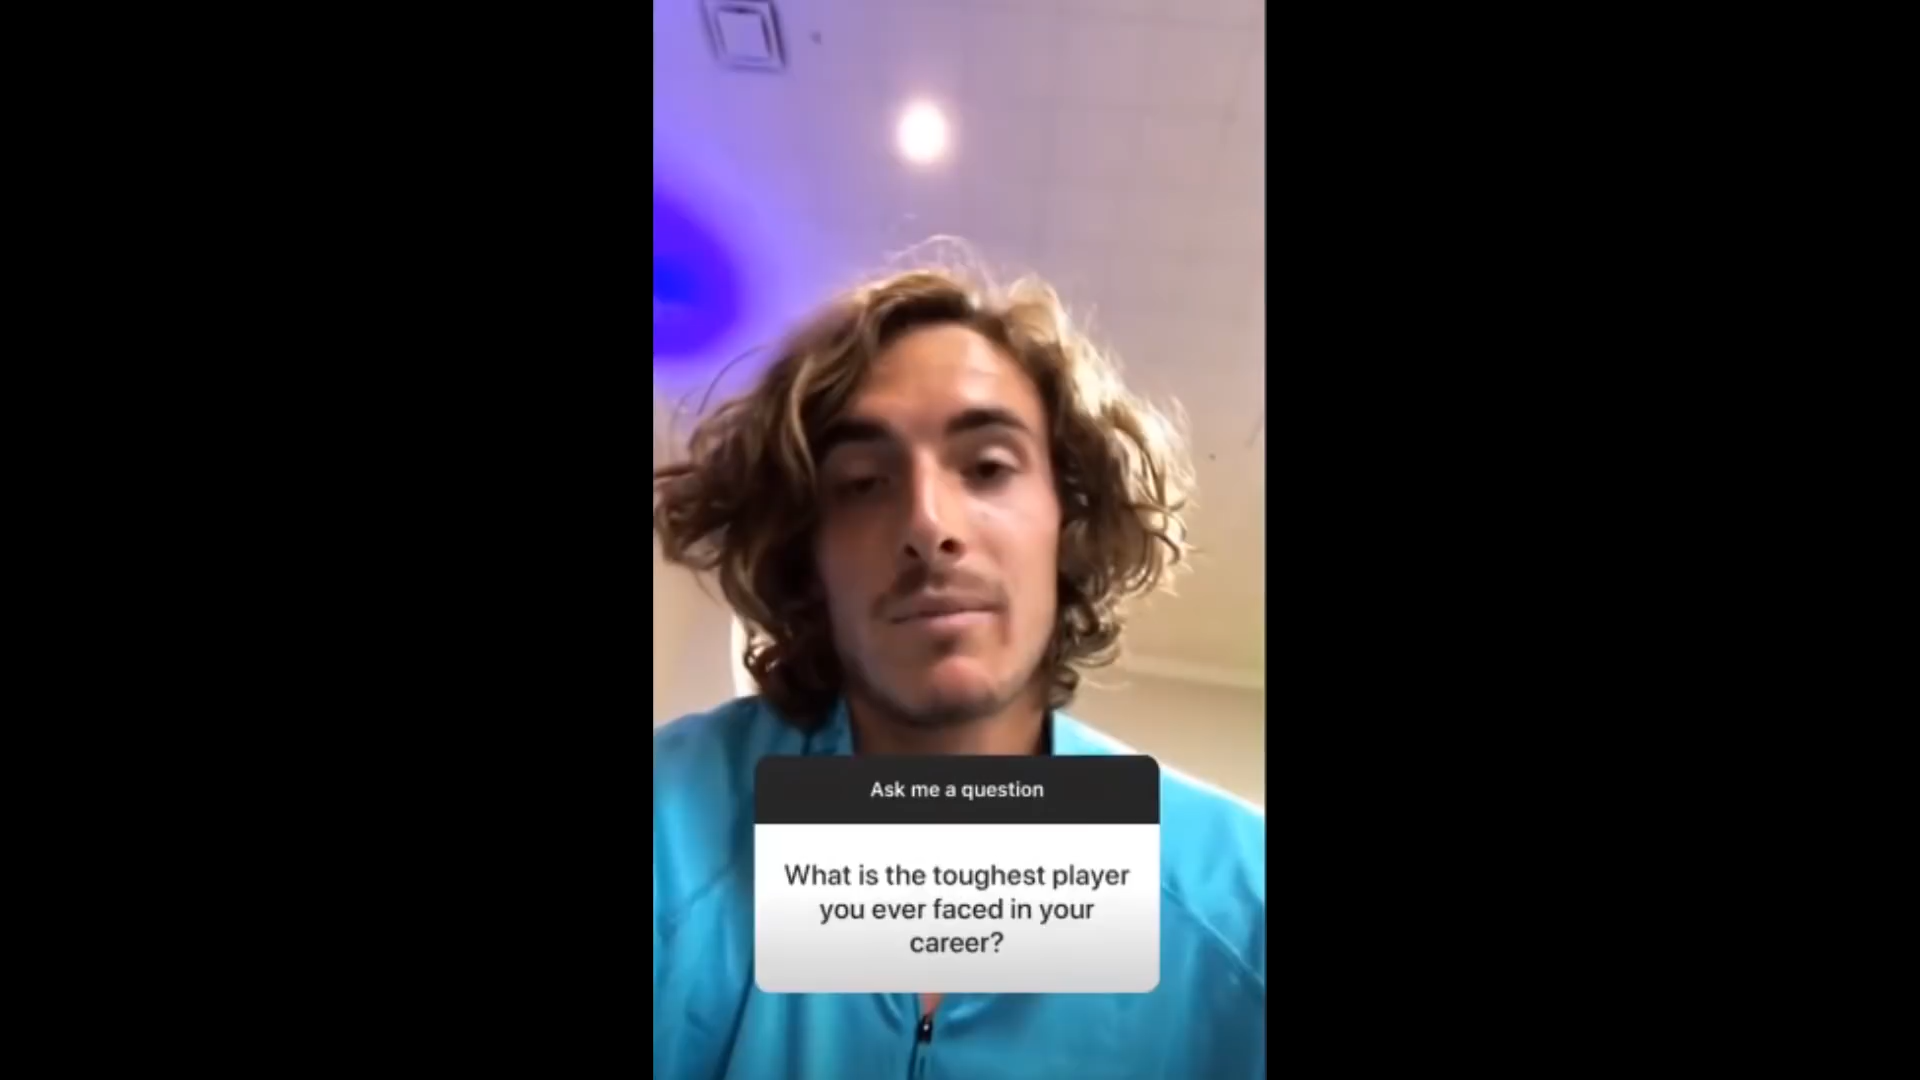 Ask me a question
What is the toughest player
you ever faced in your
career?